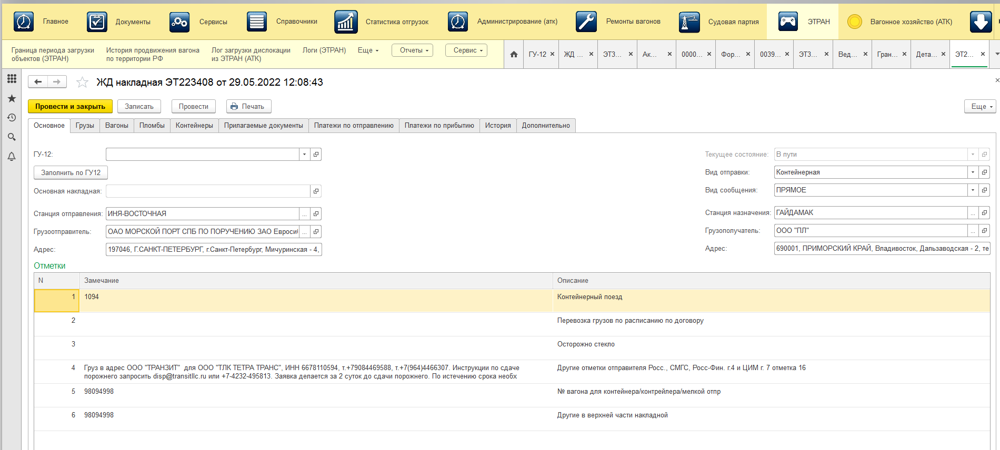 Главное
Документы
Сервисы
Справочники
Статистика отгрузок
Администрирование (атк)
Ремонты вагонов
Судовая партия
ЭТРАН
Вагонное хозяйство (АТК)
Граница периода загрузки
объектов (ЭТРАН)
История продвижения вагона
по территории РФ
Лог загрузки дислокации
из ЭТРАН (АТК)
Логи (ЭТРАН)
Еще
Отчеты
Сервис
ГУ-12
ЖД ...
ЭТ3...
Ак...
0000...
Фор...
0039...
ЭТ3...
Вед...
Гран...
Дета...
ЭТ2...
ЖД накладная ЭТ223408 от 29.05.2022 12:08:43
Провести и закрыть
Записать
Провести
Печать
Еще
Основное
Грузы
Вагоны
Пломбы
Контейнеры
Прилагаемые документы
Платежи по отправлению
Платежи по прибытию
История
Дополнительно
ГУ-12:
Текущее состояние: В пути
Заполнить по ГУ12
Вид отправки: Контейнерная
Основная накладная:
Вид сообщения: ПРЯМОЕ
Станция отправления: ИНЯ-ВОСТОЧНАЯ
Станция назначения: ГАЙДАМАК
Грузоотправитель: ОАО МОРСКОЙ ПОРТ СПБ ПО ПОРУЧЕНИЮ ЗАО
Грузополучатель: ООО "ПЛ"
Адрес: 197046, Г.САНКТ-ПЕТЕРБУРГ, г.Санкт-Петербург, Мичуринская - 4,
Адрес: 690001, ПРИМОРСКИЙ КРАЙ, Владивосток, Дальзаводская - 2, те
Отметки
N Замечание Описание
1 1094 Контейнерный поезд
2 Перевозка грузов по расписанию по договору
3 Осторожно стекло
4 Груз в адрес ООО "ТРАНЗИТ" для ООО "ТЛК ТЕТРА ТРАНС", ИНН 6678110594, т.+79084469588, т.+7(964)4466307. Инструкции по сдаче
порожнего запросить disp@transitllc.ru или +7-4232-495813. Заявка делается за 2 суток до сдачи порожнего. По истечению срока необх
Другие отметки отправителя Росс., СМГС, Росс-Фин. г.4 и ЦИМ г. 7 отметка 16
5 98094998 № вагона для контейнера/контрейлера/мелкой отпр
6 98094998 Другие в верхней части накладной